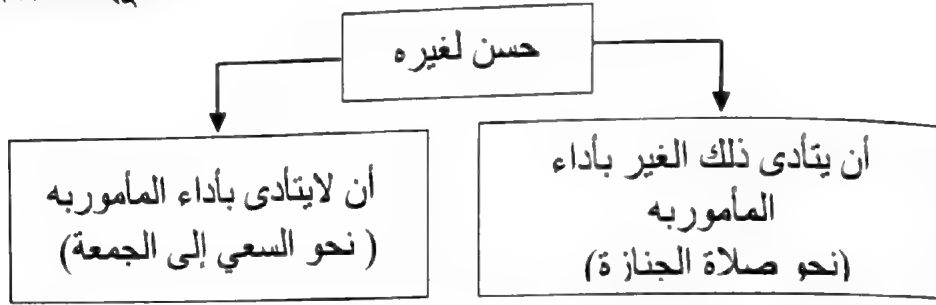 حسن لغيره
أن يتأدى ذلك الغير بأداء
المأموربه
(نحو صلاة الجنازة)
أن لايتأدى بأداء المأموربه
( نحو السعي إلى الجمعة)